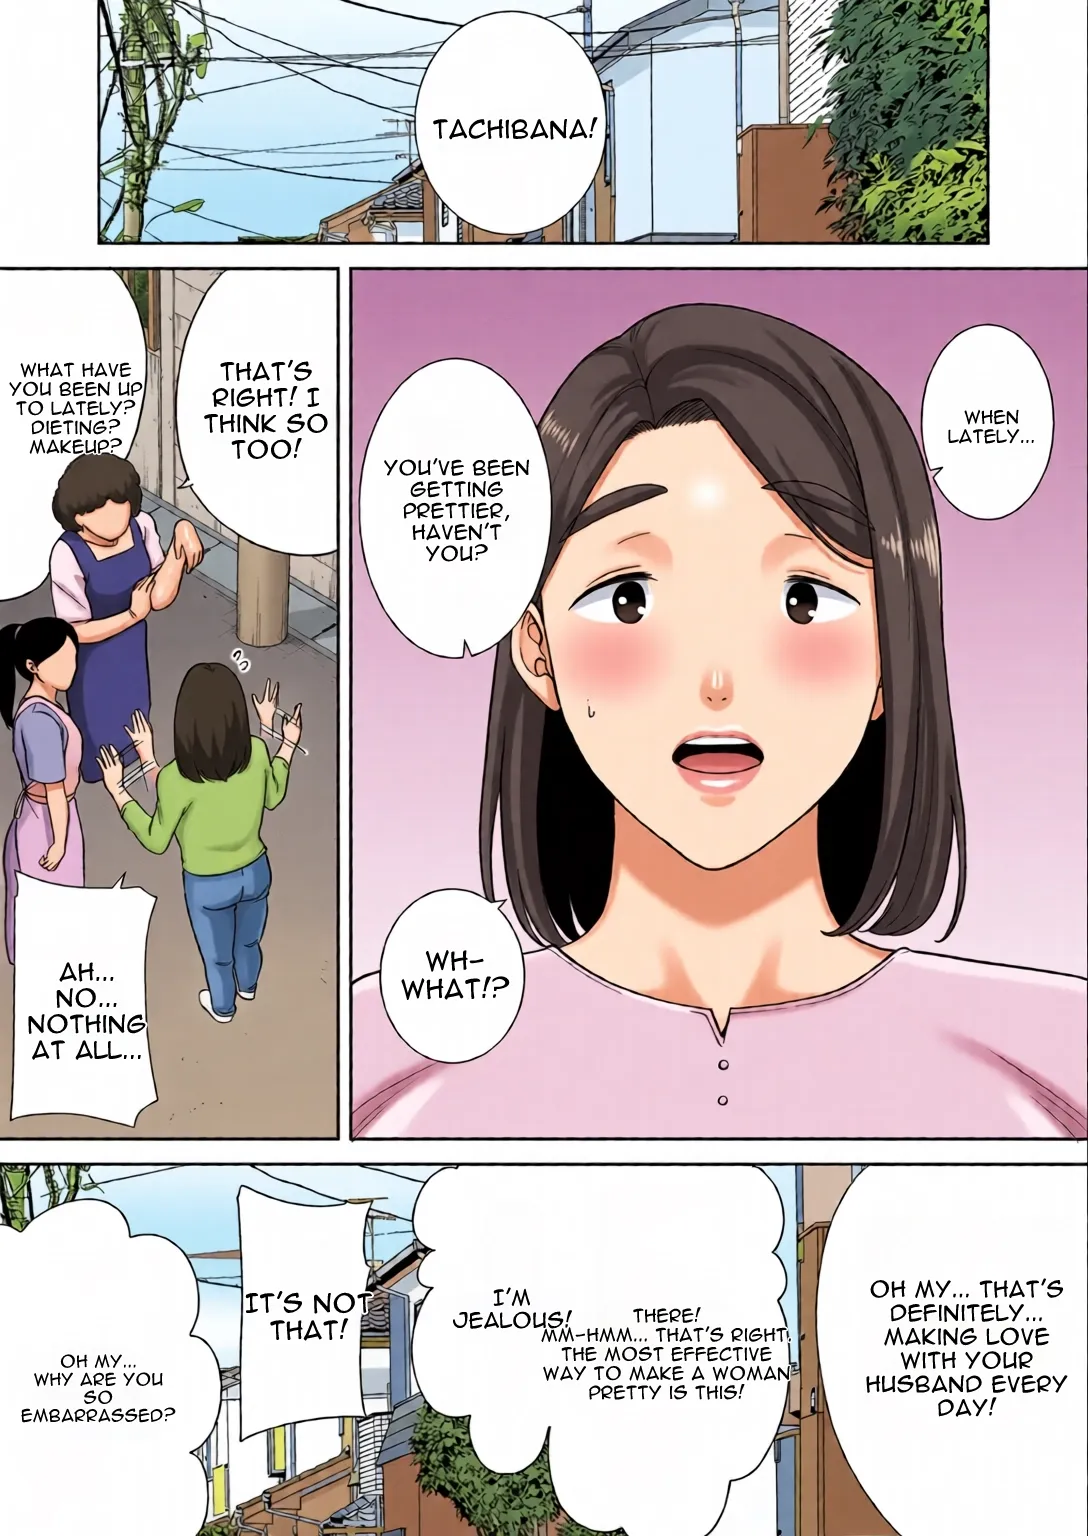 TACHIBANA!
WHEN
LATELY...
YOU'VE BEEN
GETTING
PRETTIER,
HAVEN'T
YOU?
WH-
WHAT!?
THAT'S
RIGHT! I
THINK SO
TOO!
WHAT HAVE
YOU BEEN UP
TO LATELY?
DIETING?
MAKEUP?
AH...
NO...
NOTHING
AT ALL...
OH MY... THAT'S
DEFINITELY...
MAKING LOVE
WITH YOUR
HUSBAND EVERY
DAY!
THERE!
MM-HMM... THAT'S RIGHT.
THE MOST EFFECTIVE
WAY TO MAKE A WOMAN
PRETTY IS THIS!
I'M
JEALOUS!
IT'S NOT
THAT!
OH MY...
WHY ARE YOU
SO
EMBARRASSED?